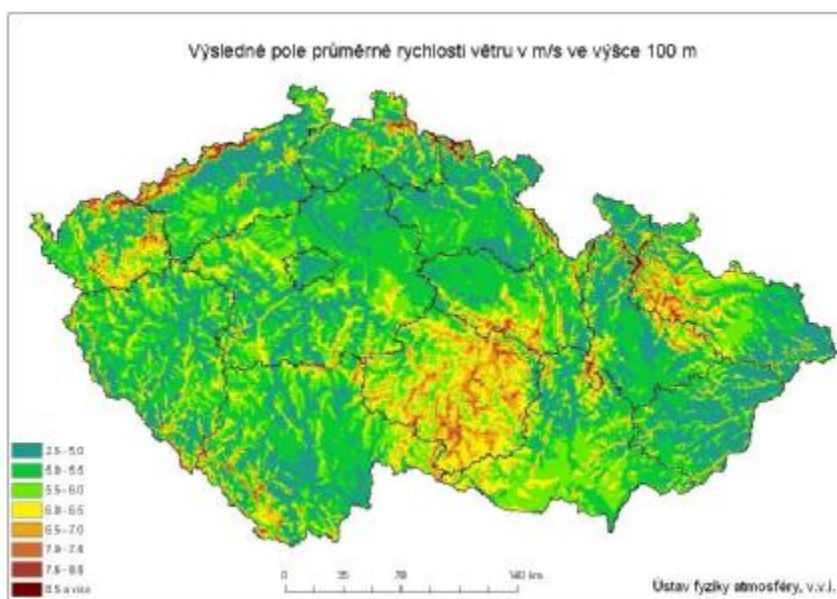 Výsledné pole průměrné rychlosti větru v m/s ve výšce 100 m
2.5 - 5.0
5.0 - 5.5
5.5 - 6.0
6.0 - 6.5
6.5 - 7.0
7.0 - 7.5
7.5 - 8.5
8.5 a více
0 35 70 140 km
Ústav fyziky atmosféry, v.v.i.